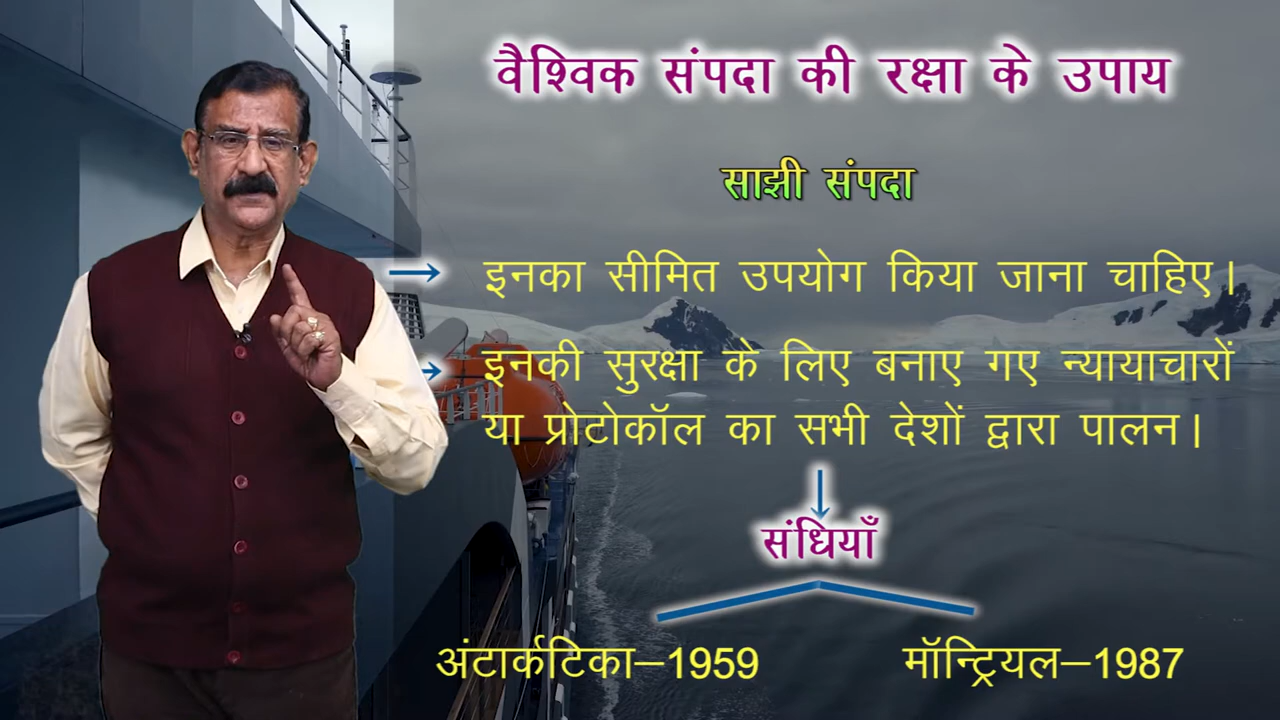 वैश्विक संपदा की रक्षा के उपाय
साझी संपदा
इनका सीमित उपयोग किया जाना चाहिए।
इनकी सुरक्षा के लिए बनाए गए न्यायाचारों
या प्रोटोकॉल का सभी देशों द्वारा पालन।
संधियाँ
अंटार्कटिका–1959
मॉन्ट्रियल–1987